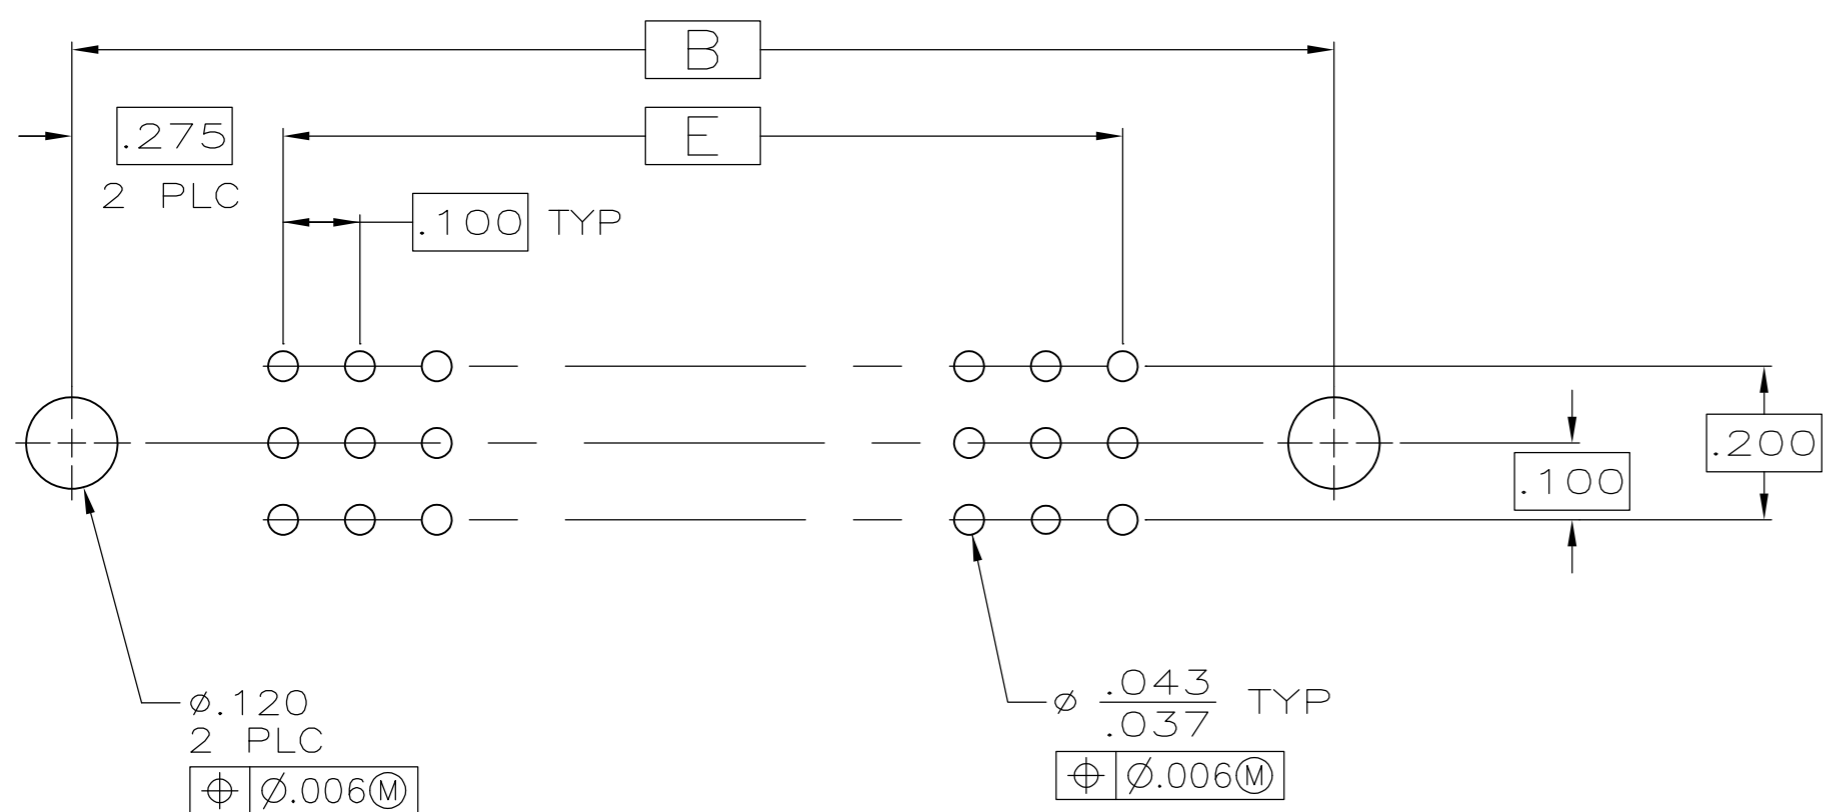 B
.275
2 PLC
E
.100 TYP
.200
.100
⌀.120
2 PLC
⌖ ⌀.006Ⓜ
⌀ .043 TYP
.037
⌖ ⌀.006Ⓜ